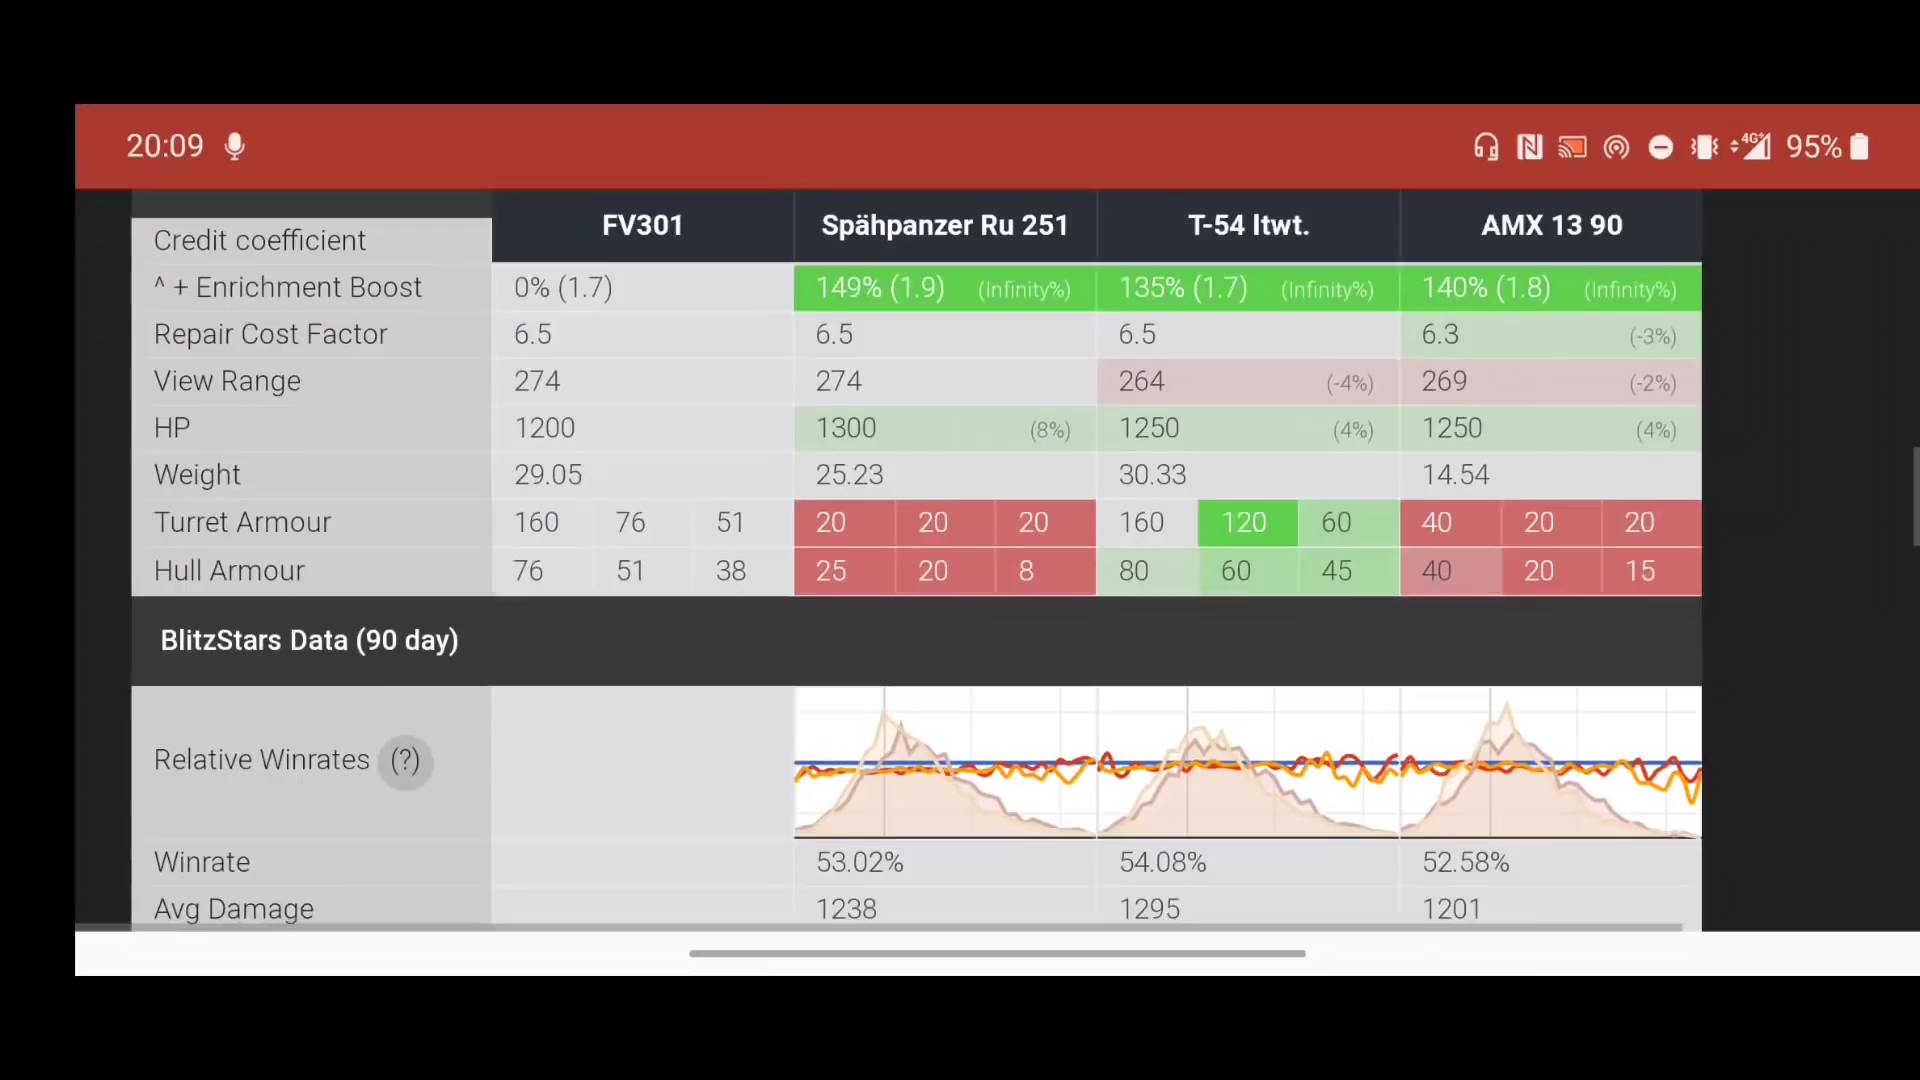 20:09 4G+ 95%
FV301 Spähpanzer Ru 251 T-54 ltwt. AMX 13 90
Credit coefficient
^ + Enrichment Boost 0% (1.7) 149% (1.9) (Infinity%) 135% (1.7) (Infinity%) 140% (1.8) (Infinity%)
Repair Cost Factor 6.5 6.5 6.5 6.3 (-3%)
View Range 274 274 264 (-4%) 269 (-2%)
HP 1200 1300 (8%) 1250 (4%) 1250 (4%)
Weight 29.05 25.23 30.33 14.54
Turret Armour 160 76 51 20 20 20 160 120 60 40 20 20
Hull Armour 76 51 38 25 20 8 80 60 45 40 20 15
BlitzStars Data (90 day)
Relative Winrates (?)
Winrate 53.02% 54.08% 52.58%
Avg Damage 1238 1295 1201